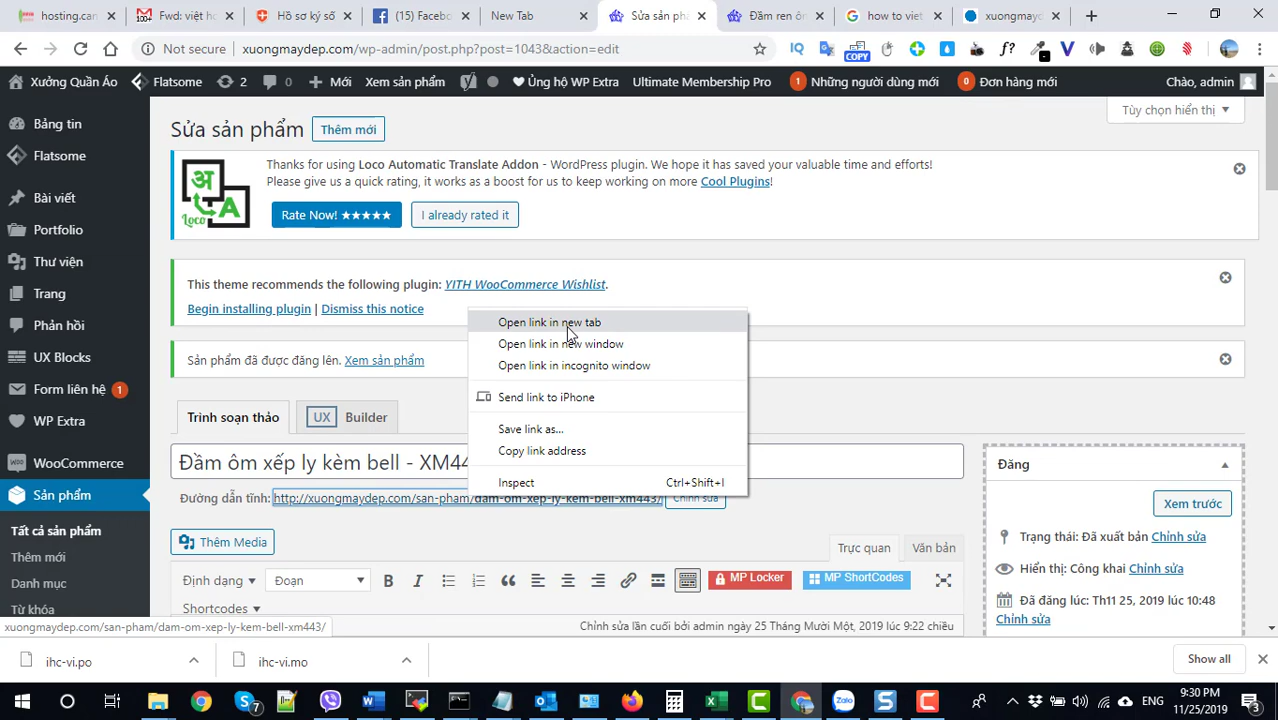 hosting.can
Fwd: việt h
Hồ sơ ký số
(15) Facebo
New Tab
Sửa sản ph
Đầm ren ôn
how to viet
xuongmayd
Not secure
xuongmaydep.com/wp-admin/post.php?post=1043&action=edit
Xưởng Quần Áo
Flatsome
2
0
Mới
Xem sản phẩm
Ủng hộ WP Extra
Ultimate Membership Pro
1
Những người dùng mới
0
Đơn hàng mới
Chào, admin
Bảng tin
Flatsome
Bài viết
Phorfolio
Thư viện
Trang
Phản hồi
UX Blocks
Form liên hệ 1
WP Extra
WooCommerce
Sản phẩm
Tất cả sản phẩm
Thêm mới
Danh mục
Từ khóa
Sửa sản phẩm
Thêm mới
Tùy chọn hiển thị
Thanks for using Loco Automatic Translate Addon - WordPress plugin. We hope it has saved your valuable time and efforts!
Please give us a quick rating, it works as a boost for us to keep working on more Cool Plugins!
Loco
Rate Now! ★★★★★
I already rated it
This theme recommends the following plugin: YITH WooCommerce Wishlist.
Begin installing plugin | Dismiss this notice
Sản phẩm đã được đăng lên. Xem sản phẩm
Open link in new tab
Open link in new window
Open link in incognito window
Send link to iPhone
Save link as...
Copy link address
Inspect
Ctrl+Shift+I
Trình soạn thảo
UX
Builder
Đầm ôm xếp ly kèm bell - XM44
Đường dẫn tĩnh: http://xuongmaydep.com/san-pham/dam-om-xep-ly-kem-bell-xm443/
Chỉnh sửa
Thêm Media
Trực quan
Văn bản
Định dạng
Đoạn
B
I
MP Locker
MP ShortCodes
Shortcodes
Chỉnh sửa lần cuối bởi admin ngày 25 Tháng Mười Một, 2019 lúc 9:22 chiều
Đăng
Xem trước
Trạng thái: Đã xuất bản Chỉnh sửa
Hiển thị: Công khai Chỉnh sửa
Đã đăng lúc: Th11 25, 2019 lúc 10:48
Chỉnh sửa
xuongmaydep.com/san-pham/dam-om-xep-ly-kem-bell-xm443/
ihc-vi.po
ihc-vi.mo
Show all
ENG
9:30 PM
11/25/2019